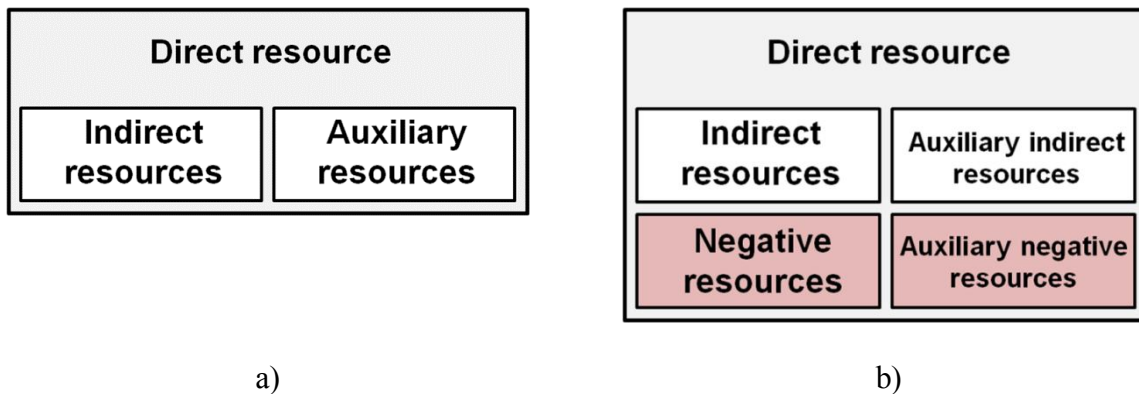 Direct resource
Indirect
resources
Auxiliary
resources
a)
Direct resource
Indirect
resources
Auxiliary indirect
resources
Negative
resources
Auxiliary negative
resources
b)